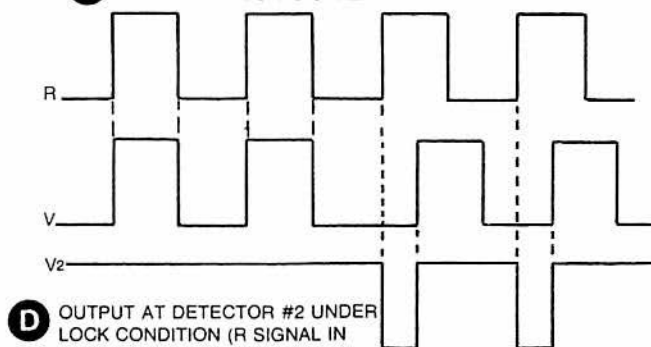 R
V
V2
D OUTPUT AT DETECTOR #2 UNDER
LOCK CONDITION (R SIGNAL IN